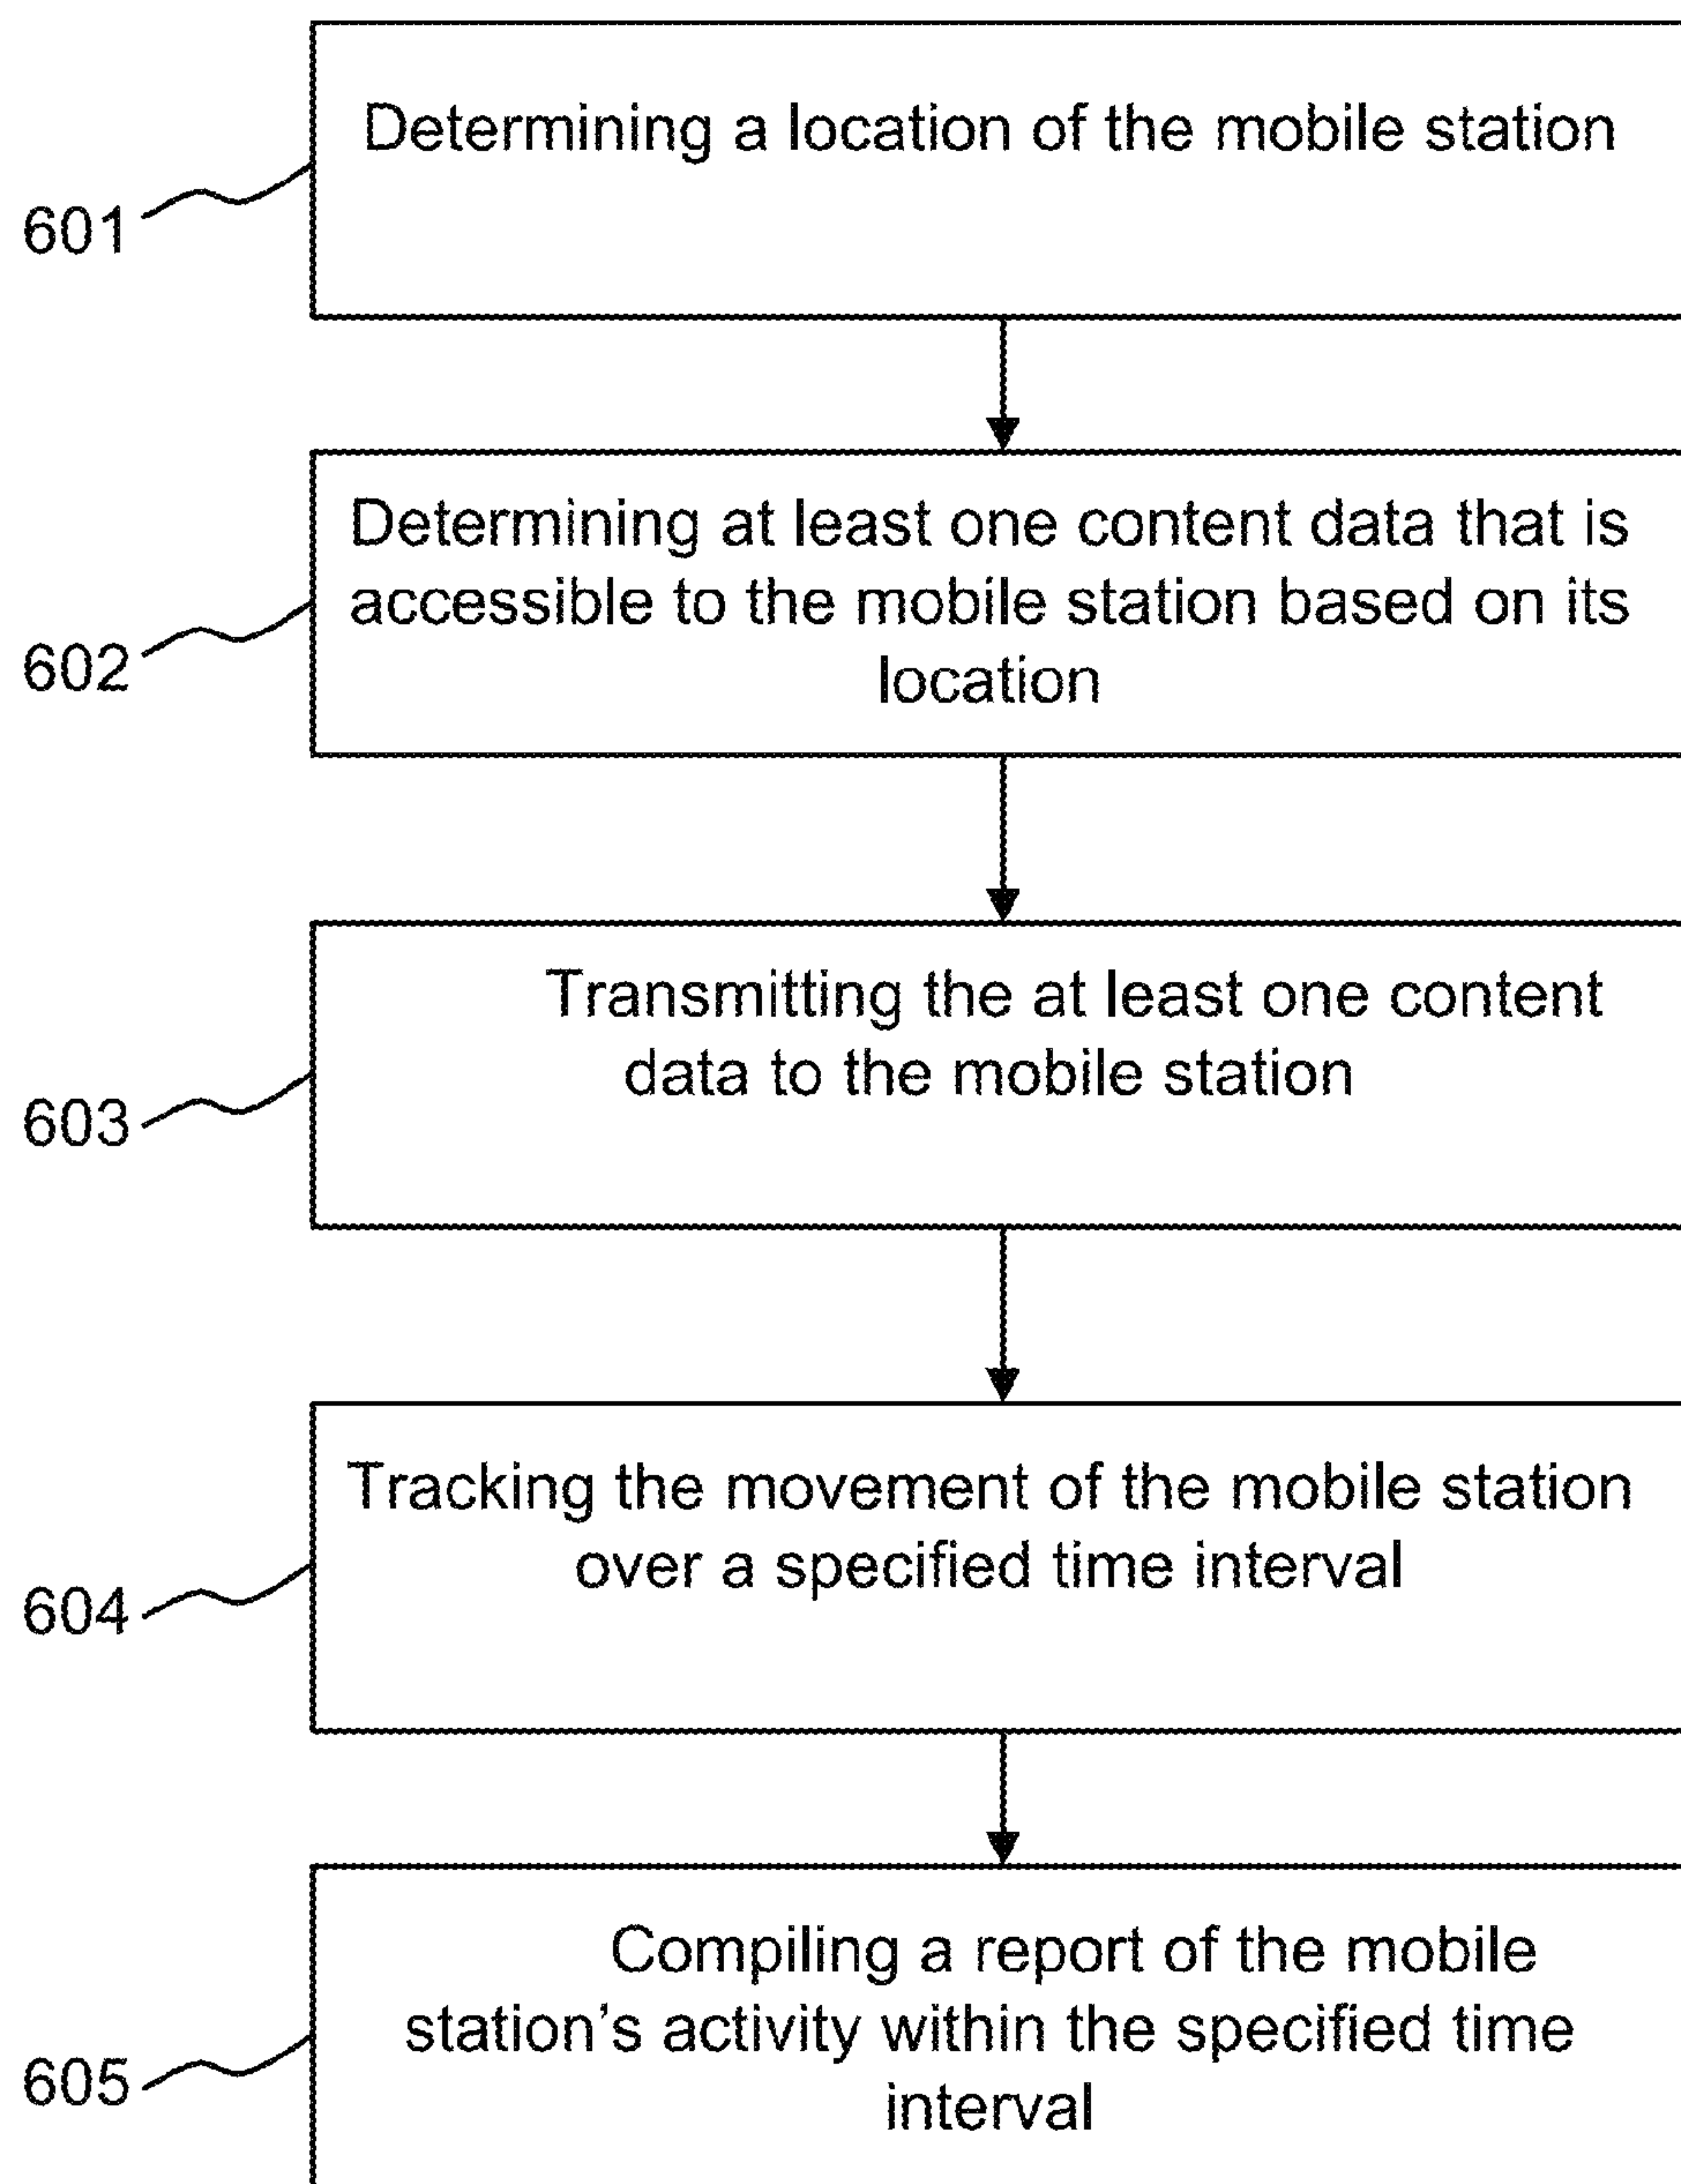 Determining a location of the mobile station
601
Determining at least one content data that is
accessible to the mobile station based on its
location
602
Transmitting the at least one content
data to the mobile station
603
Tracking the movement of the mobile station
over a specified time interval
604
Compiling a report of the mobile
station's activity within the specified time
interval
605